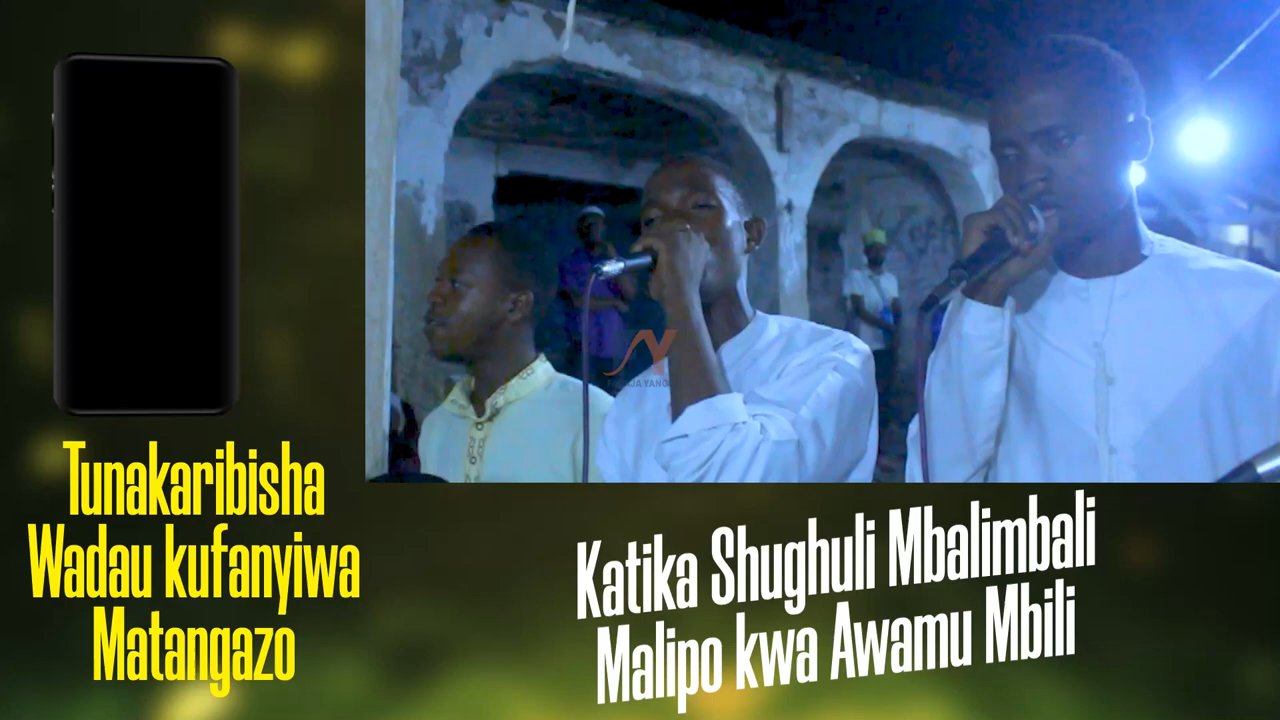 Tunakaribisha
Wadau kufanyiwa
Matangazo
Katika Shughuli Mbalimbali
Malipo kwa Awamu Mbili